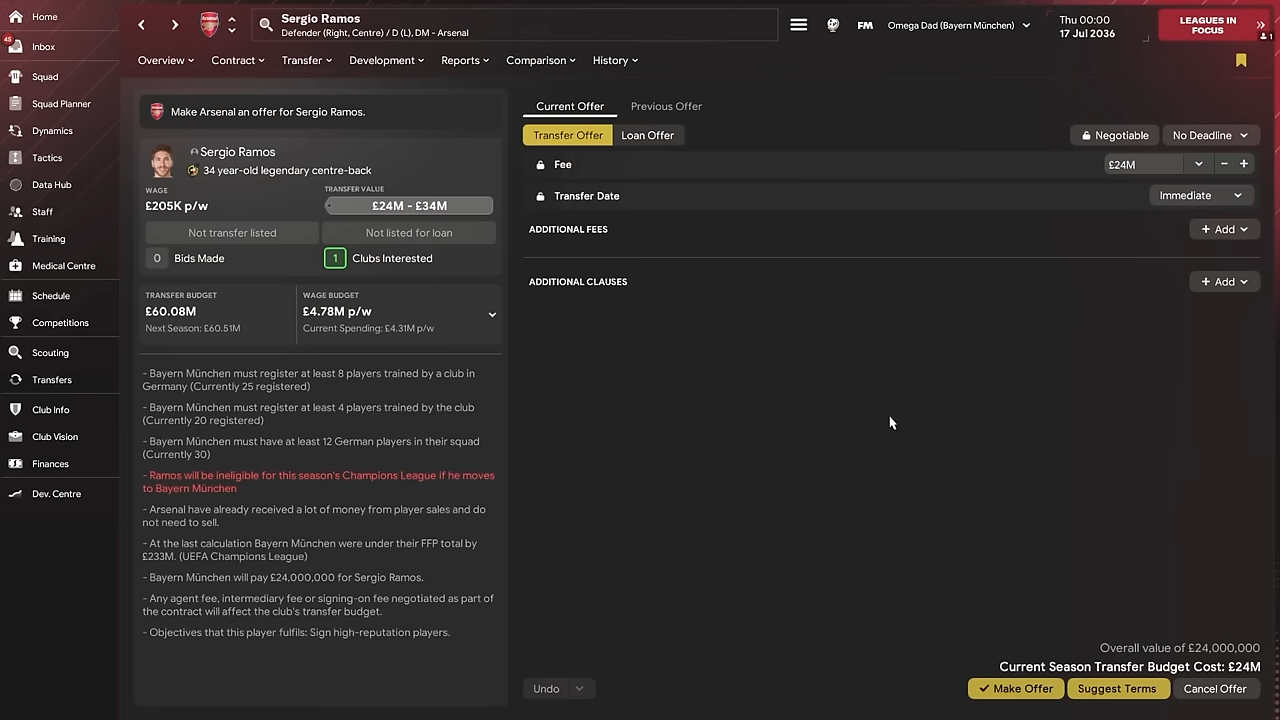 Home
45
Inbox
Squad
Squad Planner
Dynamics
Tactics
Data Hub
Staff
Training
Medical Centre
Schedule
Competitions
Scouting
Transfers
Club Info
Club Vision
Finances
Dev. Centre
Sergio Ramos
Defender (Right, Centre) / D (L), DM - Arsenal
FM
Omega Dad (Bayern München)
Thu 00:00
17 Jul 2036
LEAGUES IN
FOCUS
1
Overview
Contract
Transfer
Development
Reports
Comparison
History
Make Arsenal an offer for Sergio Ramos.
Sergio Ramos
34 year-old legendary centre-back
WAGE
£205K p/w
TRANSFER VALUE
£24M - £34M
Not transfer listed
Not listed for loan
0 Bids Made
1 Clubs Interested
TRANSFER BUDGET
£60.08M
Next Season: £60.51M
WAGE BUDGET
£4.78M p/w
Current Spending: £4.31M p/w
- Bayern München must register at least 8 players trained by a club in
Germany (Currently 25 registered)
- Bayern München must register at least 4 players trained by the club
(Currently 20 registered)
- Bayern München must have at least 12 German players in their squad
(Currently 30)
- Ramos will be ineligible for this season's Champions League if he moves
to Bayern München
- Arsenal have already received a lot of money from player sales and do
not need to sell.
- At the last calculation Bayern München were under their FFP total by
£233M. (UEFA Champions League)
- Bayern München will pay £24,000,000 for Sergio Ramos.
- Any agent fee, intermediary fee or signing-on fee negotiated as part of
the contract will affect the club's transfer budget.
- Objectives that this player fulfils: Sign high-reputation players.
Current Offer
Previous Offer
Transfer Offer
Loan Offer
Negotiable
No Deadline
Fee
£24M
Transfer Date
Immediate
ADDITIONAL FEES
+ Add
ADDITIONAL CLAUSES
+ Add
Overall value of £24,000,000
Current Season Transfer Budget Cost: £24M
Undo
Make Offer
Suggest Terms
Cancel Offer